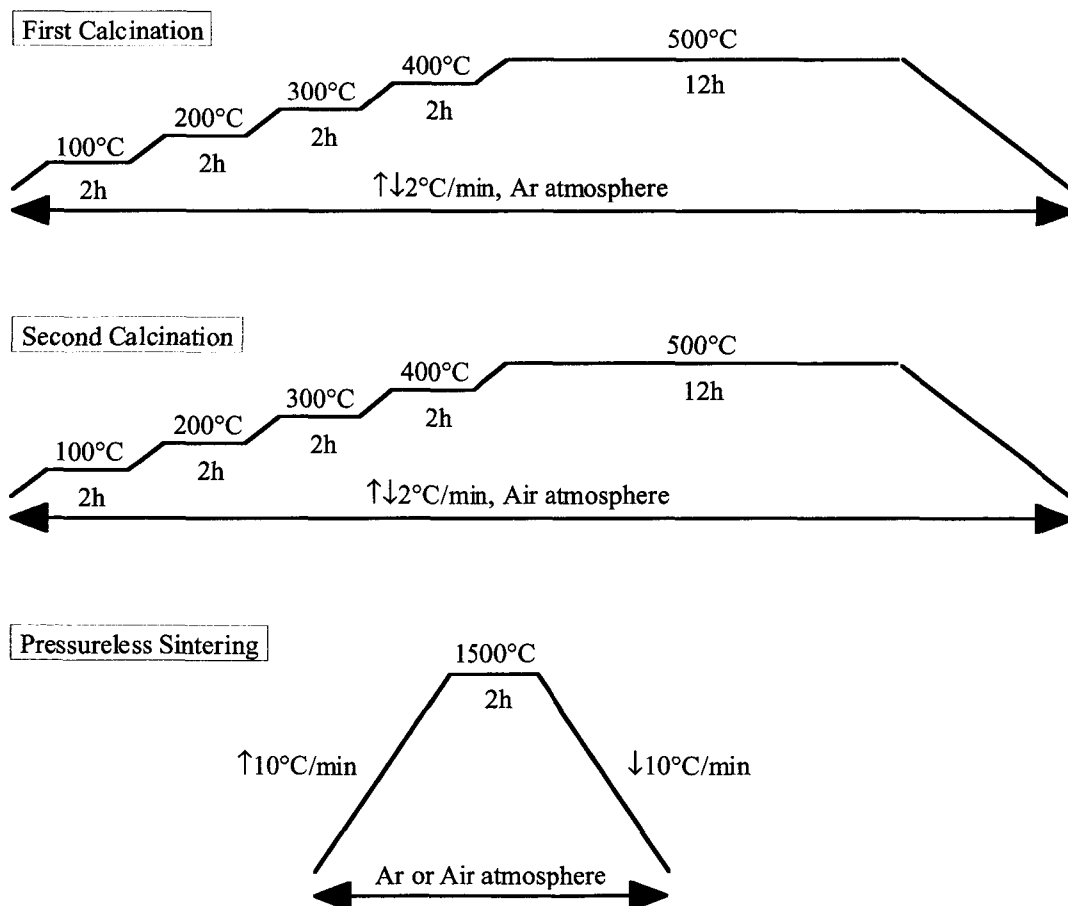 First Calcination
500°C
400°C
12h
300°C
2h
200°C
2h
100°C
2h
2h
↑↓2°C/min, Ar atmosphere
Second Calcination
500°C
400°C
12h
300°C
2h
200°C
2h
100°C
2h
2h
↑↓2°C/min, Air atmosphere
Pressureless Sintering
1500°C
2h
↑10°C/min
↓10°C/min
Ar or Air atmosphere